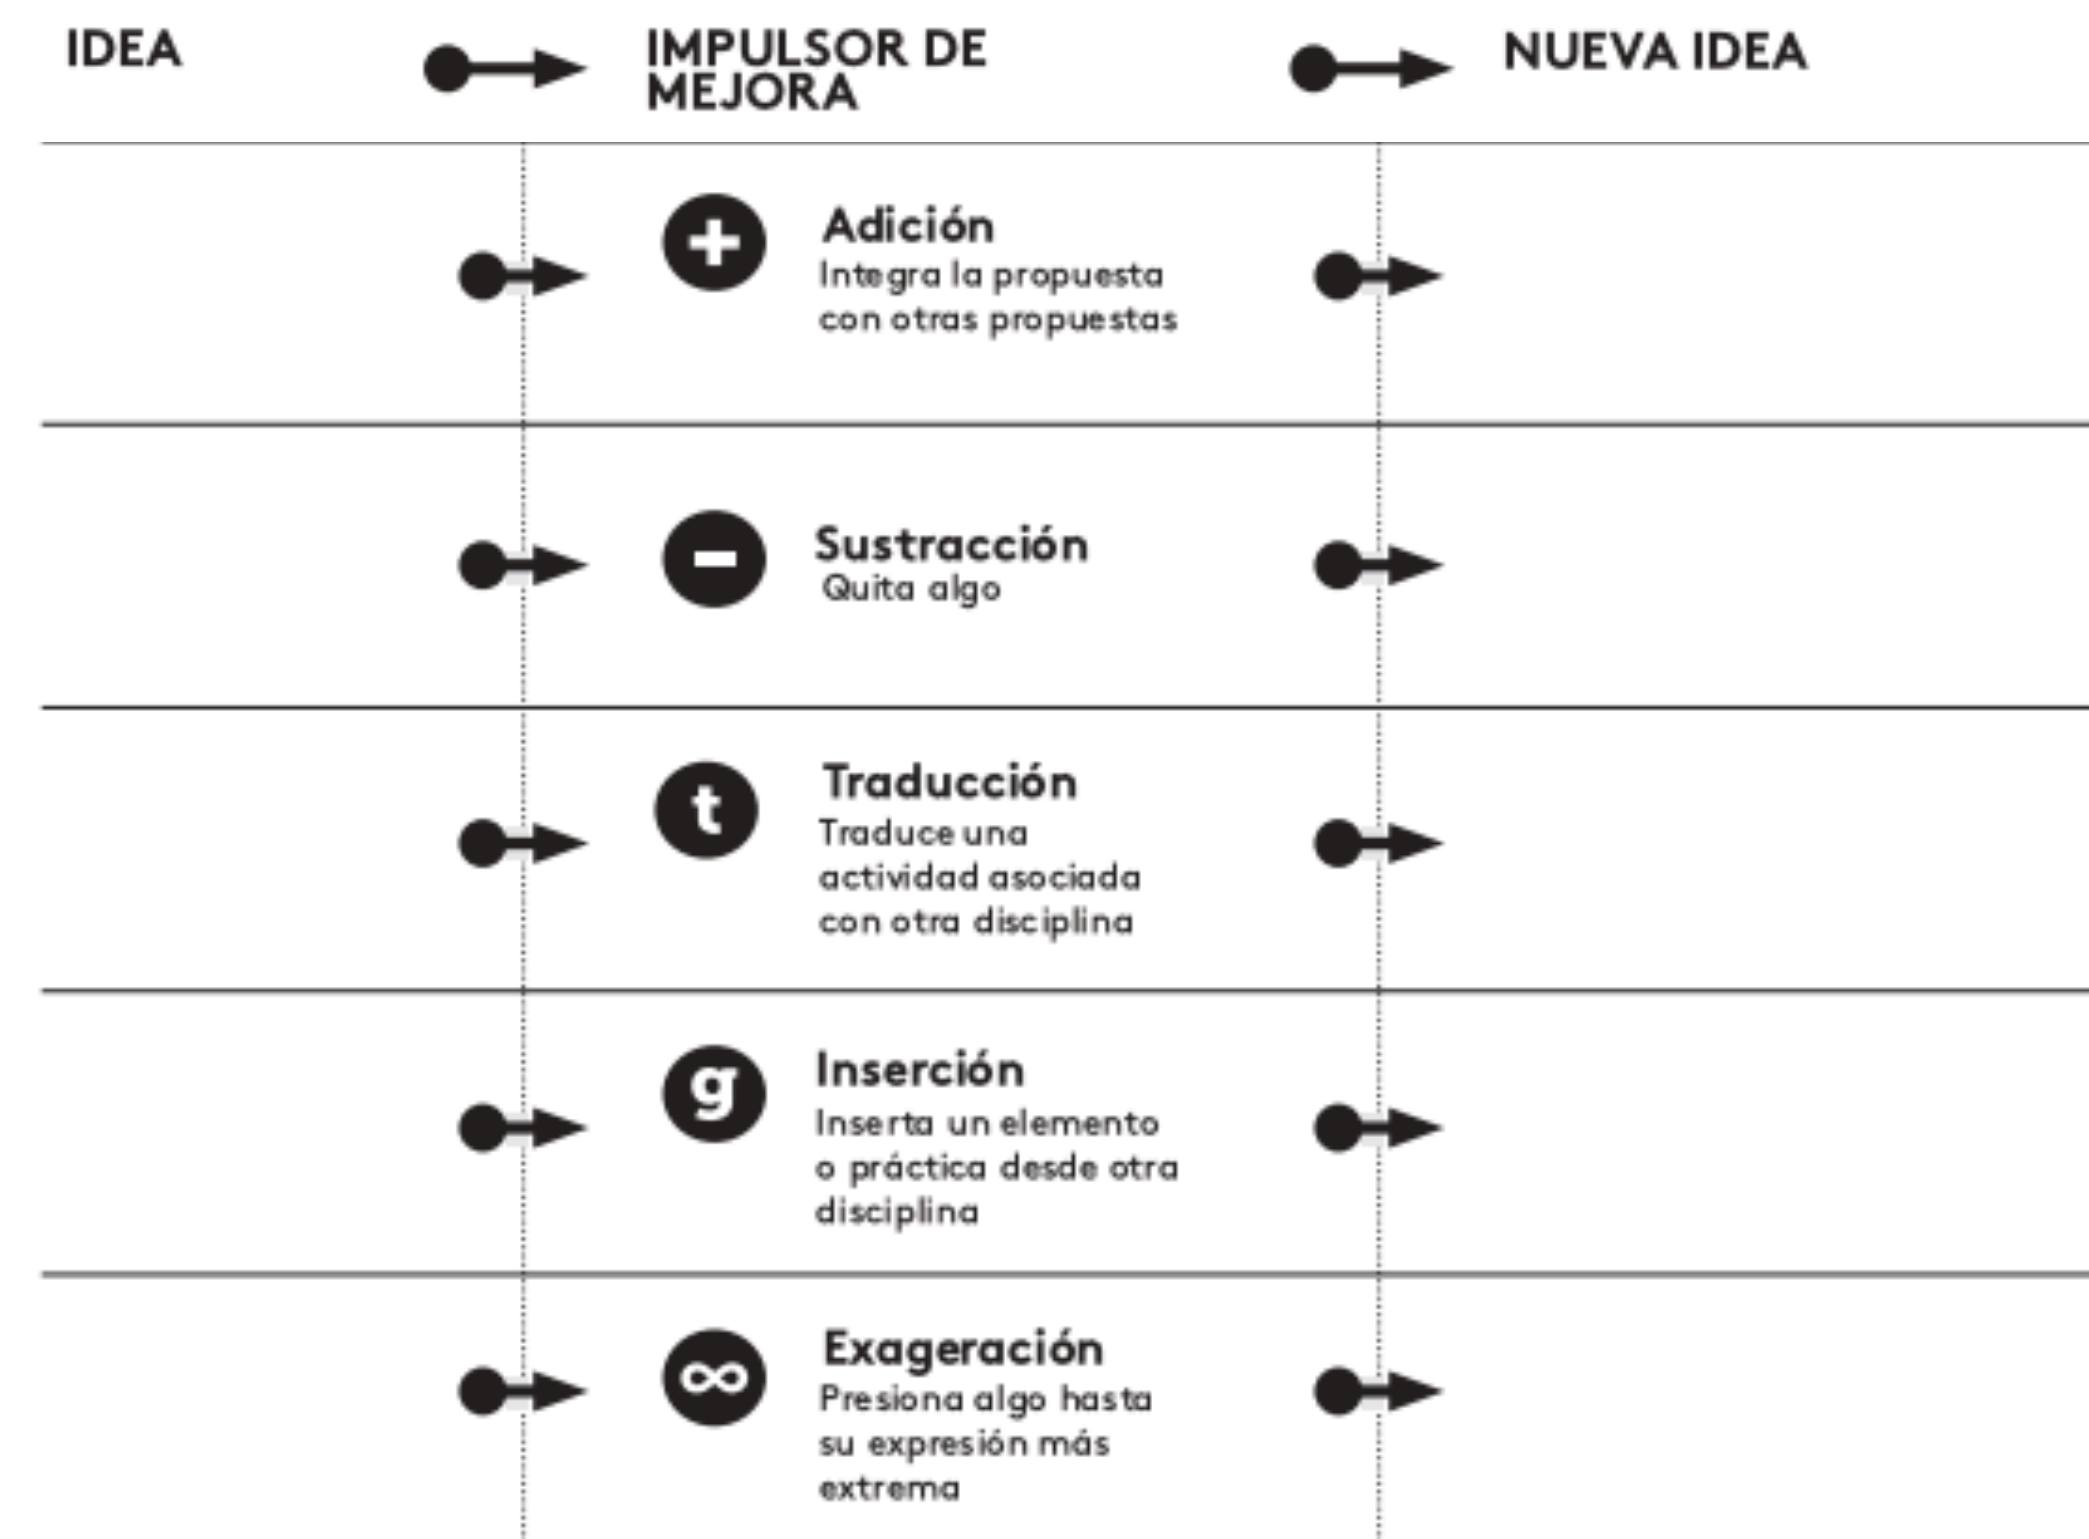 IDEA
IMPULSOR DE
MEJORA
NUEVA IDEA
+
Adición
Integra la propuesta
con otras propuestas
-
Sustracción
Quita algo
t
Traducción
Traduce una
actividad asociada
con otra disciplina
g
Inserción
Inserta un elemento
o práctica desde otra
disciplina
∞
Exageración
Presiona algo hasta
su expresión más
extrema